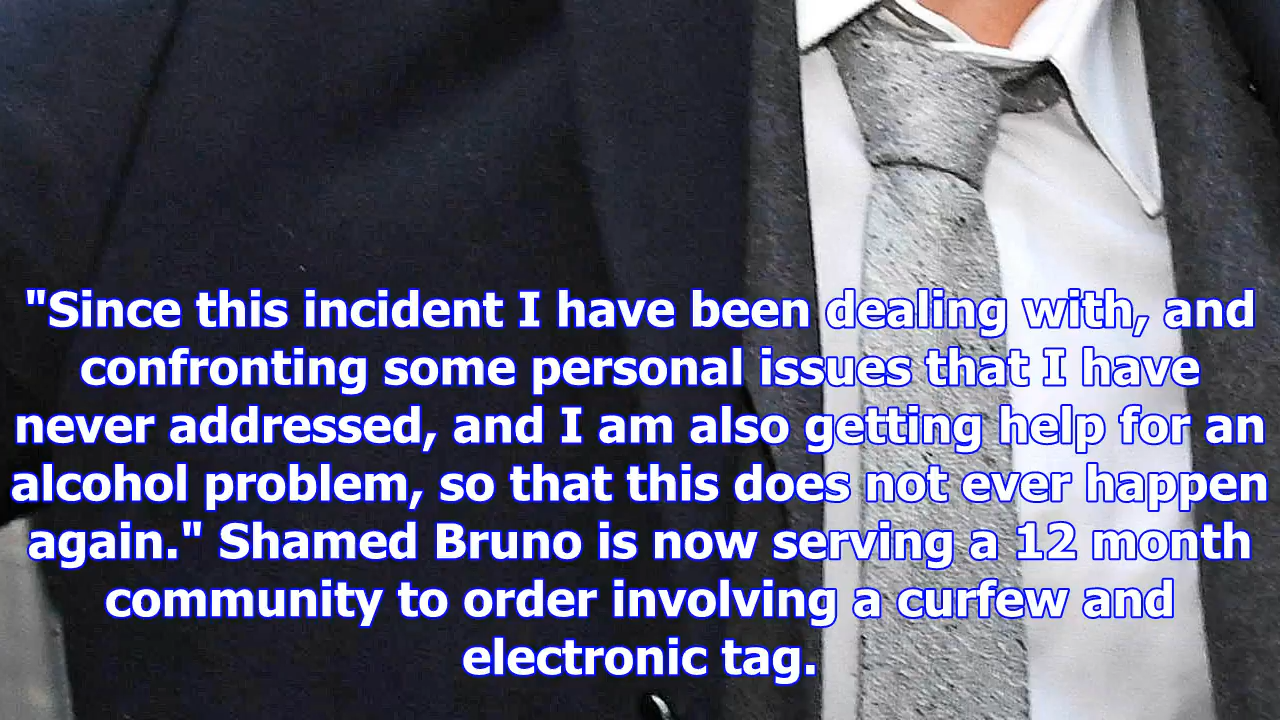 "Since this incident I have been dealing with, and
confronting some personal issues that I have
never addressed, and I am also getting help for an
alcohol problem, so that this does not ever happen
again." Shamed Bruno is now serving a 12 month
community to order involving a curfew and
electronic tag.